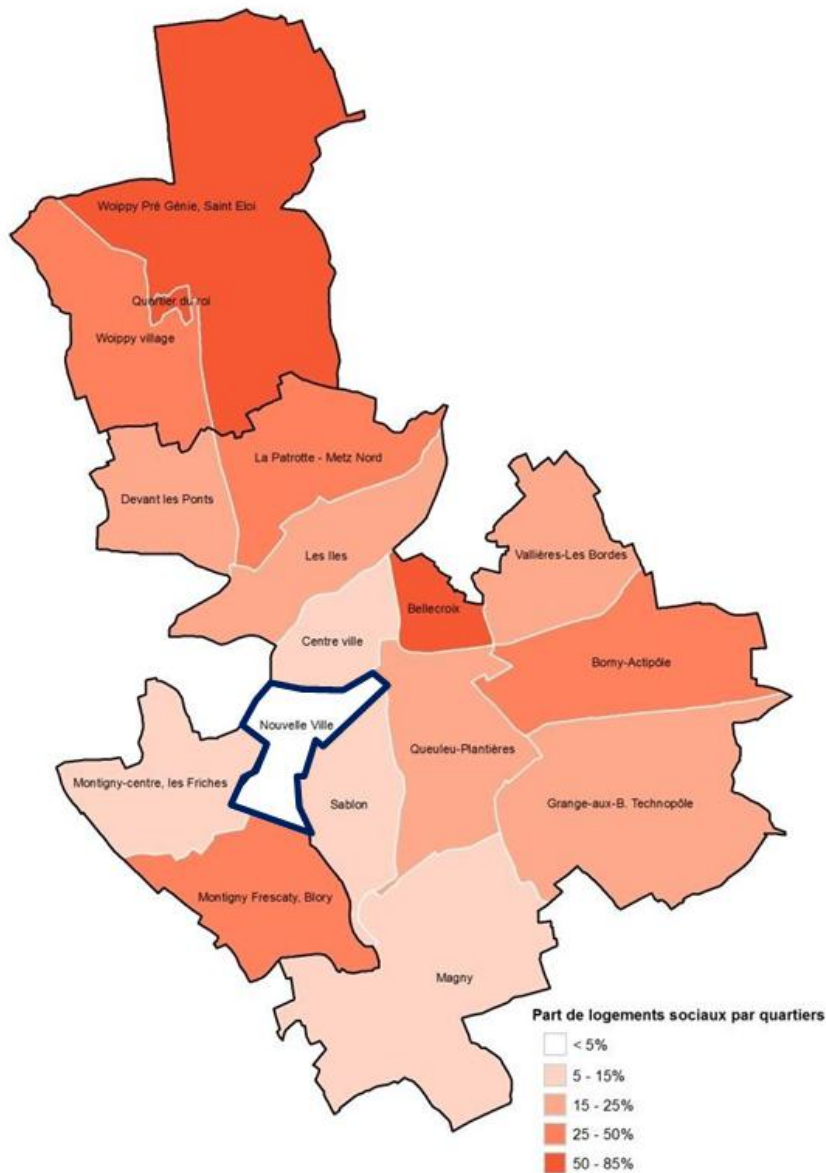 Woippy Pré Génie, Saint Eloi
Quartier du roi
Woippy village
La Patrotte - Metz Nord
Devant les Ponts
Les Iles
Vallières-Les Bordes
Bellecroix
Centre ville
Borny-Actipôle
Nouvelle Ville
Queuleu-Plantières
Montigny-centre, les Friches
Sablon
Grange-aux-B. Technopôle
Montigny Frescaty, Blory
Magny
Part de logements sociaux par quartiers
< 5%
5 - 15%
15 - 25%
25 - 50%
50 - 85%